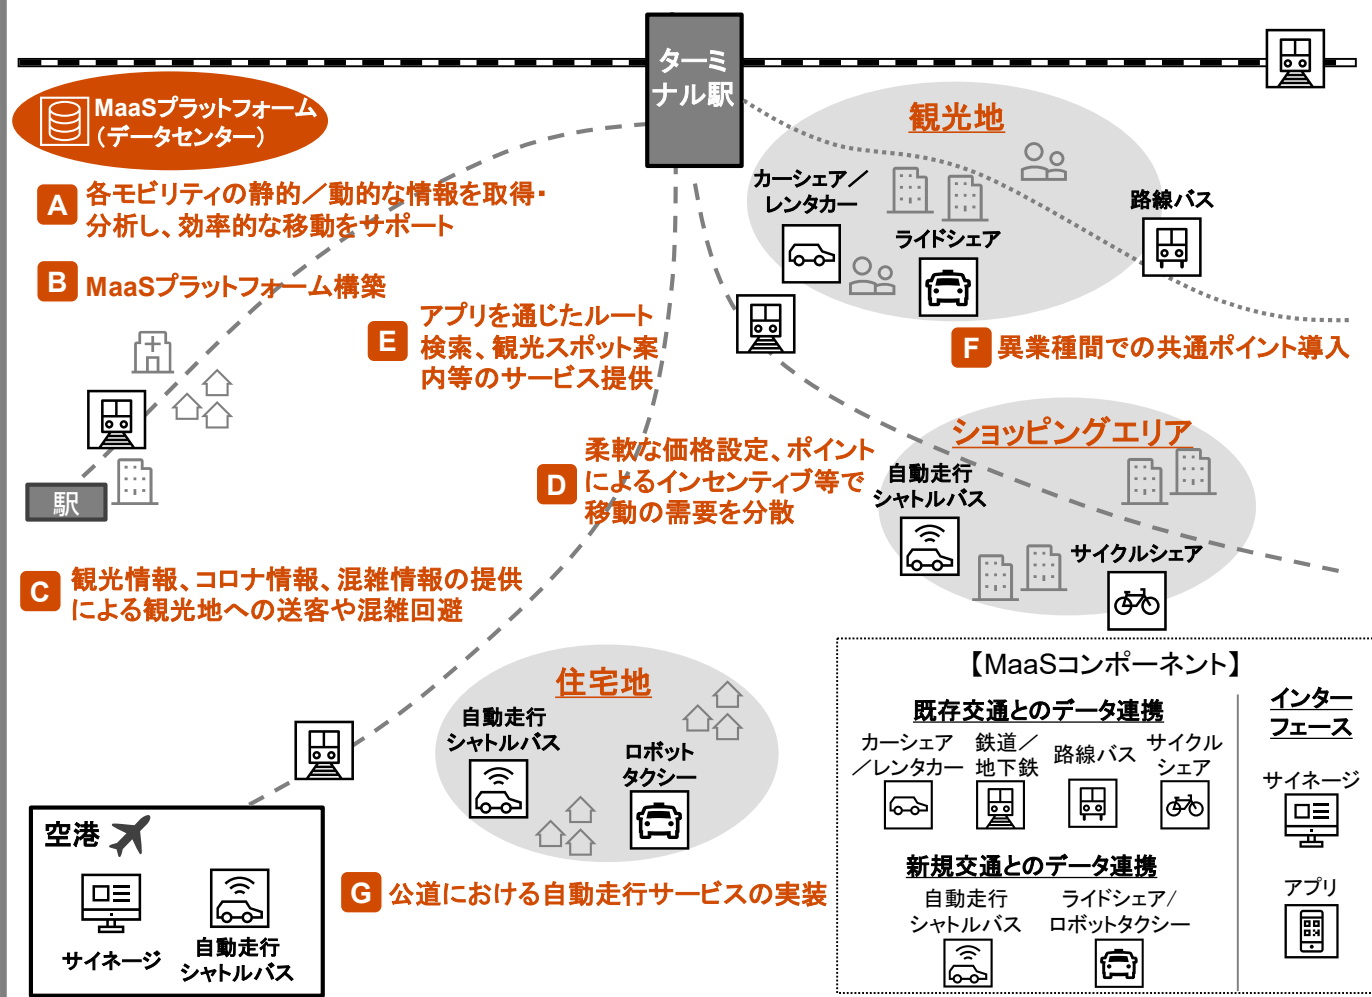 ターミ
ナル駅
MaaSプラットフォーム
（データセンター）
A
各モビリティの静的／動的な情報を取得・
分析し、効率的な移動をサポート
B
MaaSプラットフォーム構築
観光地
カーシェア／
レンタカー
ライドシェア
路線バス
E
アプリを通じたルート
検索、観光スポット案
内等のサービス提供
F
異業種間での共通ポイント導入
駅
D
柔軟な価格設定、ポイント
によるインセンティブ等で
移動の需要を分散
ショッピングエリア
自動走行
シャトルバス
サイクルシェア
C
観光情報、コロナ情報、混雑情報の提供
による観光地への送客や混雑回避
住宅地
自動走行
シャトルバス
ロボット
タクシー
G
公道における自動走行サービスの実装
空港
サイネージ
自動走行
シャトルバス
【MaaSコンポーネント】
既存交通とのデータ連携
カーシェア
／レンタカー
鉄道／
地下鉄
路線バス
サイクル
シェア
新規交通とのデータ連携
自動走行
シャトルバス
ライドシェア/
ロボットタクシー
インター
フェース
サイネージ
アプリ